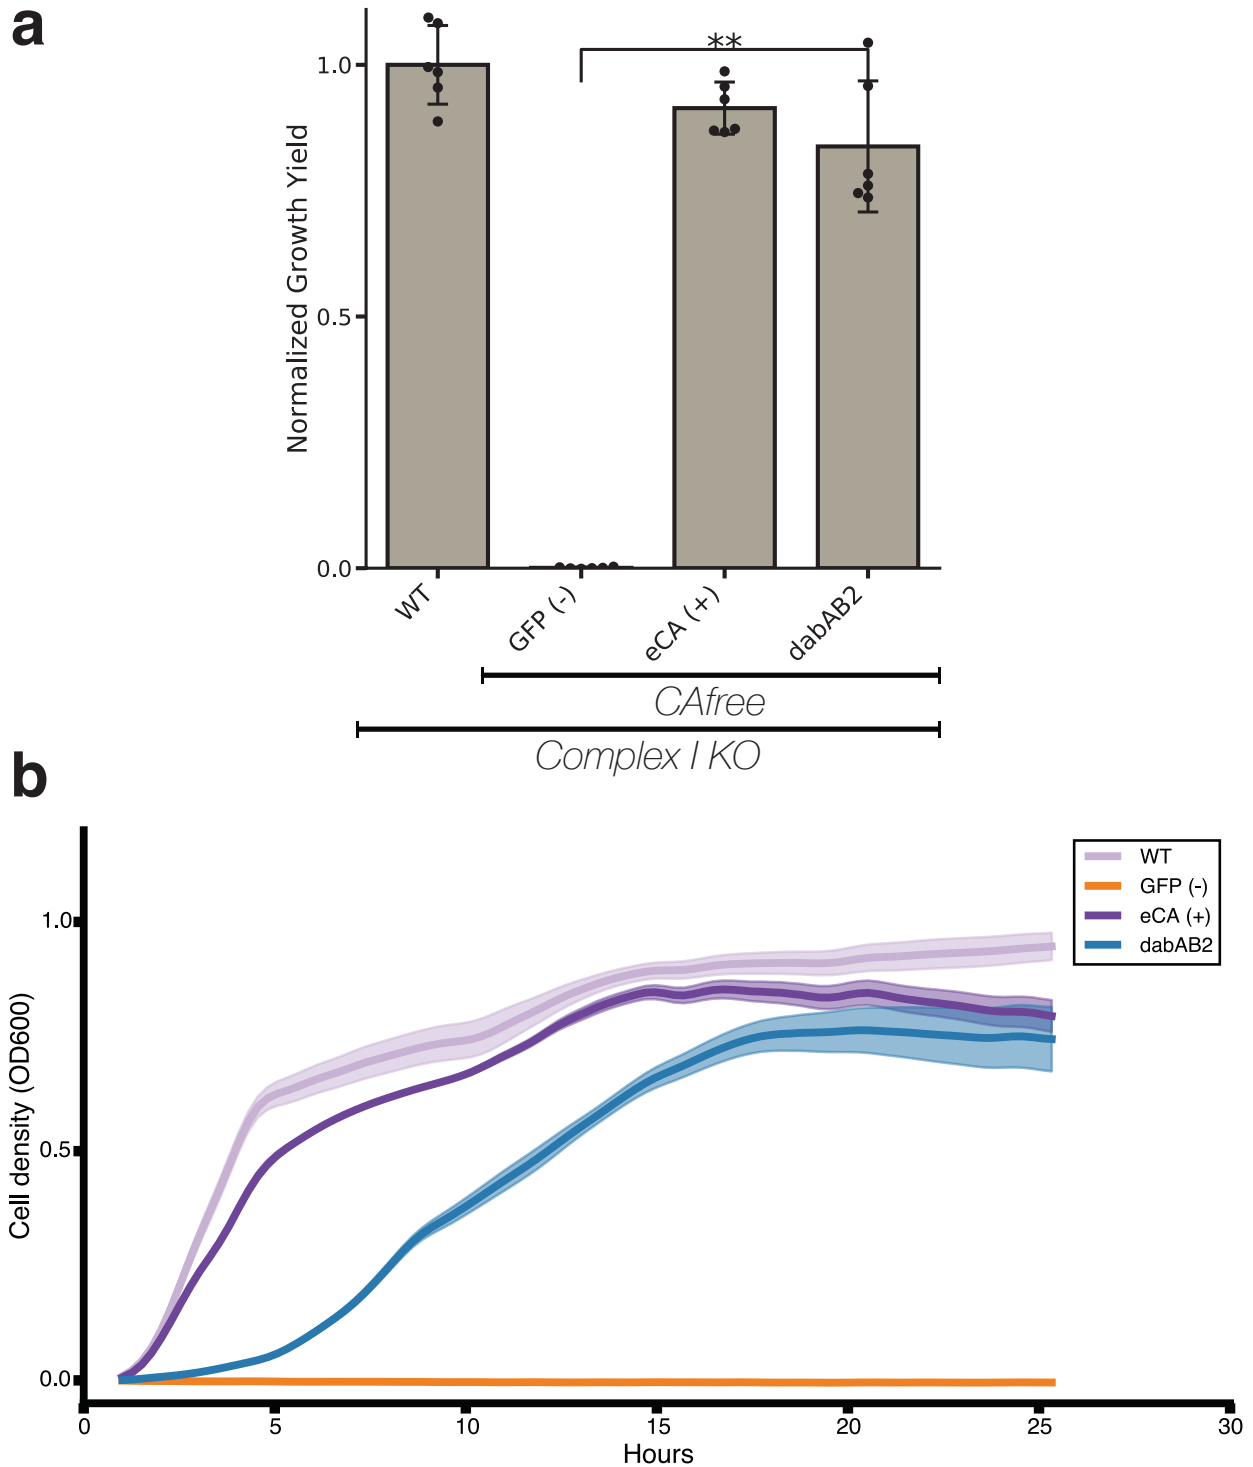 a
**
1.0
0.5
0.0
Normalized Growth Yield
WT
GFP (-)
eCA (+)
dabAB2
CAfree
Complex I KO
b
WT
GFP (-)
eCA (+)
dabAB2
1.0
0.5
0.0
Cell density (OD600)
0 5 10 15 20 25 30
Hours